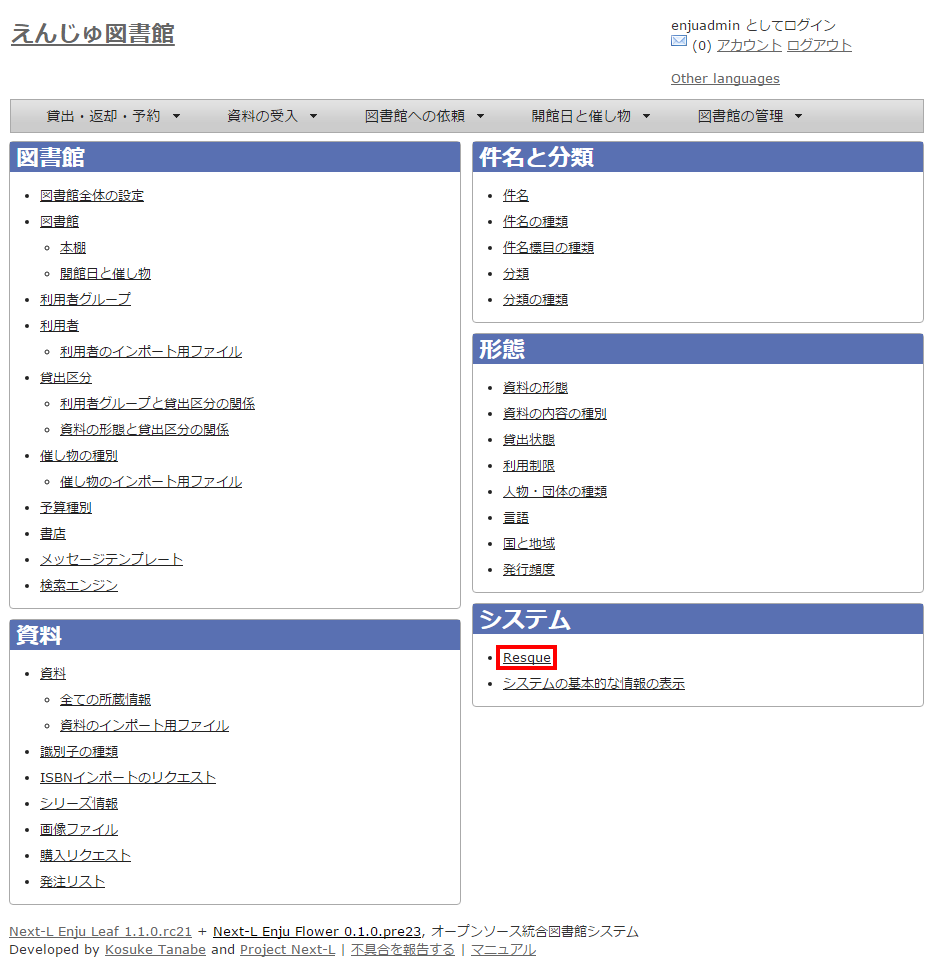 えんじゅ図書館
enjuadmin としてログイン
(0) アカウント ログアウト
Other languages
貸出・返却・予約 ▼ 資料の受入 ▼ 図書館への依頼 ▼ 開館日と催し物 ▼ 図書館の管理 ▼
図書館
図書館全体の設定
図書館
本棚
開館日と催し物
利用者グループ
利用者
利用者のインポート用ファイル
貸出区分
利用者グループと貸出区分の関係
資料の形態と貸出区分の関係
催し物の種別
催し物のインポート用ファイル
予算種別
書店
メッセージテンプレート
検索エンジン
資料
資料
全ての所蔵情報
資料のインポート用ファイル
識別子の種類
ISBNインポートのリクエスト
シリーズ情報
画像ファイル
購入リクエスト
発注リスト
件名と分類
件名
件名の種類
件名標目の種類
分類
分類の種類
形態
資料の形態
資料の内容の種別
貸出状態
利用制限
人物・団体の種類
言語
国と地域
発行頻度
システム
Resque
システムの基本的な情報の表示
Next-L Enju Leaf 1.1.0.rc21 + Next-L Enju Flower 0.1.0.pre23, オープンソース統合図書館システム
Developed by Kosuke Tanabe and Project Next-L | 不具合を報告する | マニュアル